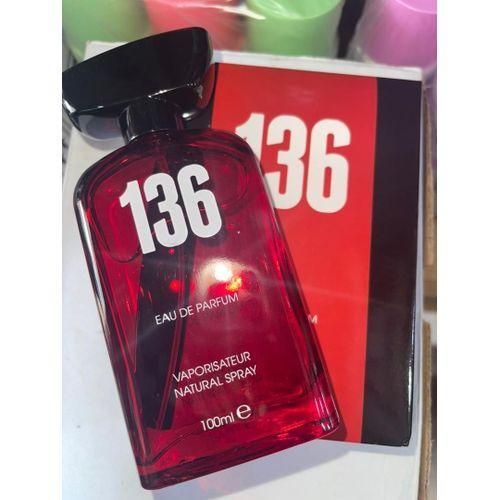 136
EAU DE PARFUM
VAPORISATEUR
NATURAL SPRAY
100ml e
136